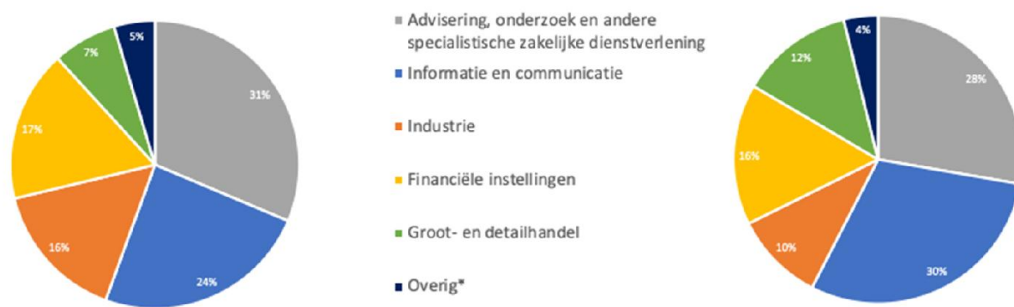 5%
7%
31%
17%
16%
24%
Advisering, onderzoek en andere
specialistische zakelijke dienstverlening
Informatie en communicatie
Industrie
Financiële instellingen
Groot- en detailhandel
Overig*
4%
12%
28%
16%
10%
30%